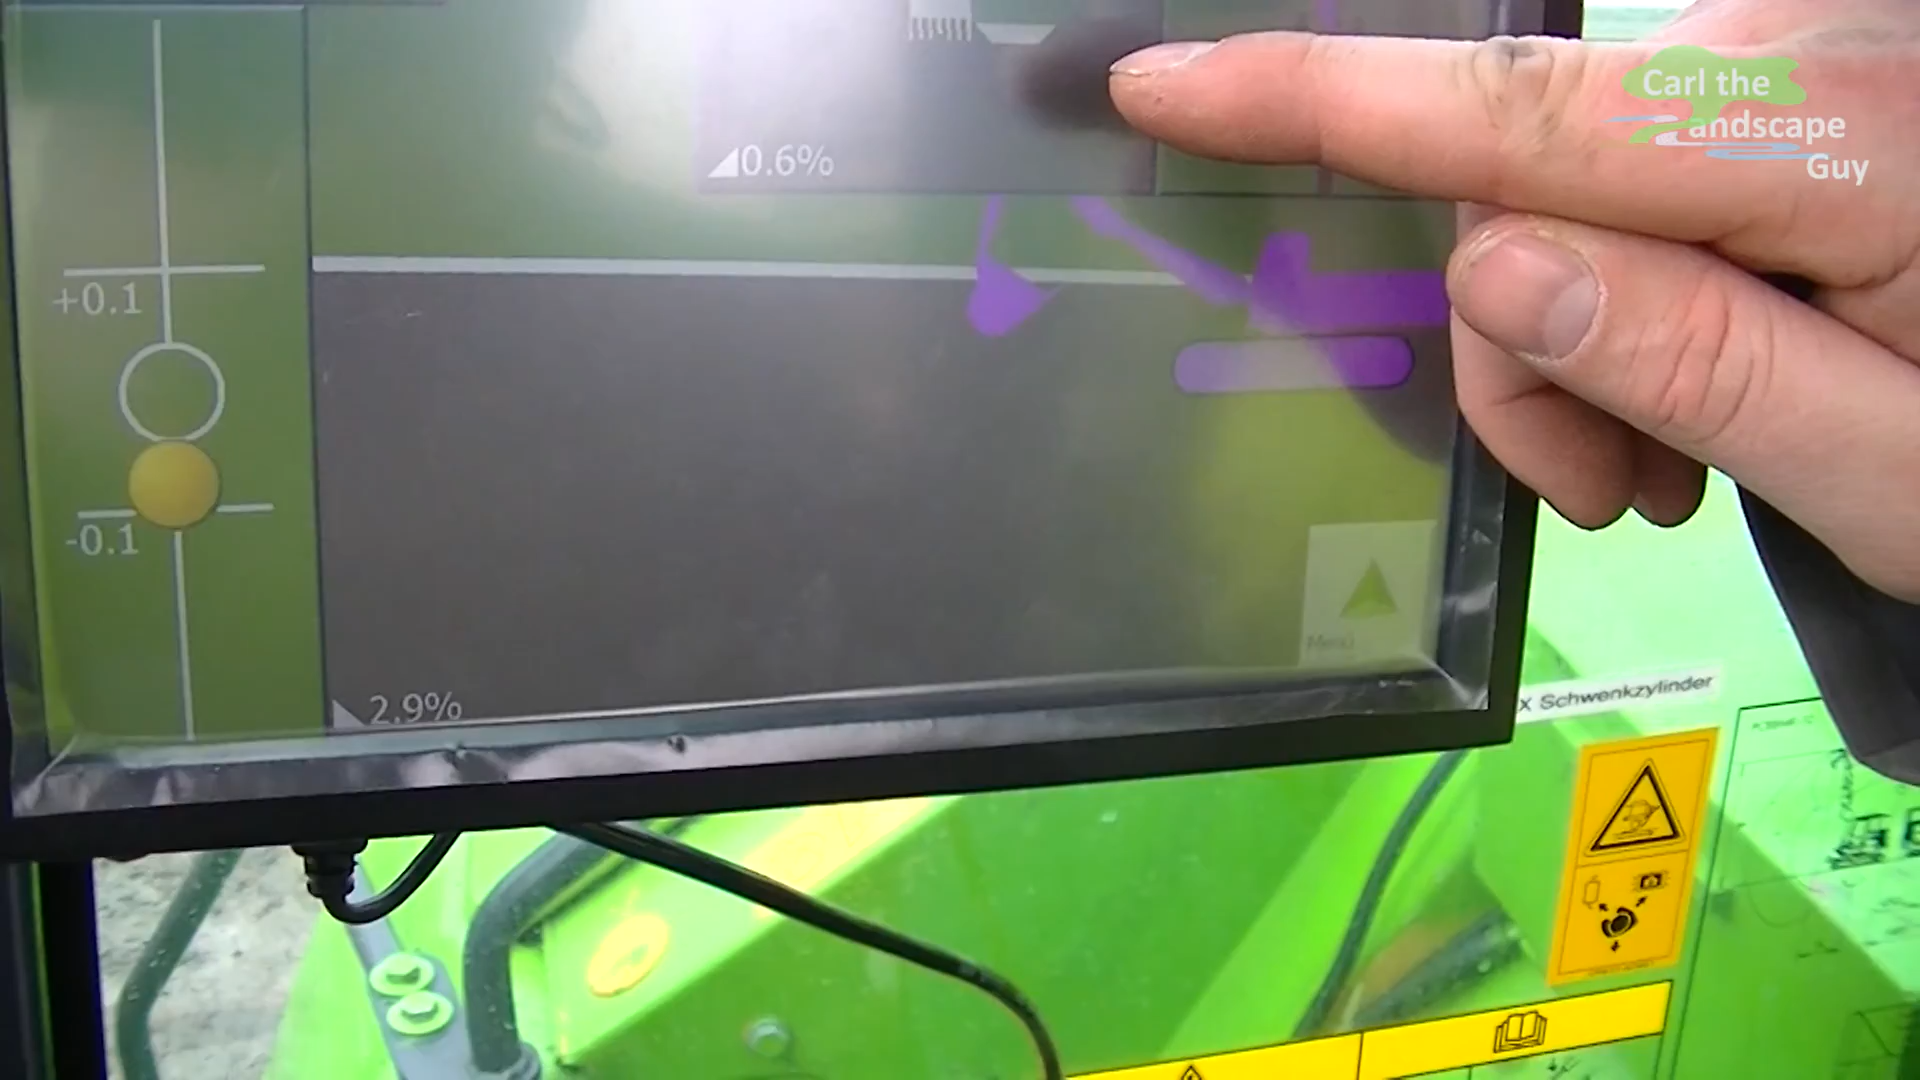 Carl the
Landscape
Guy
0.6%
+0.1
-0.1
2.9%
Menü
x Schwenkzylinder